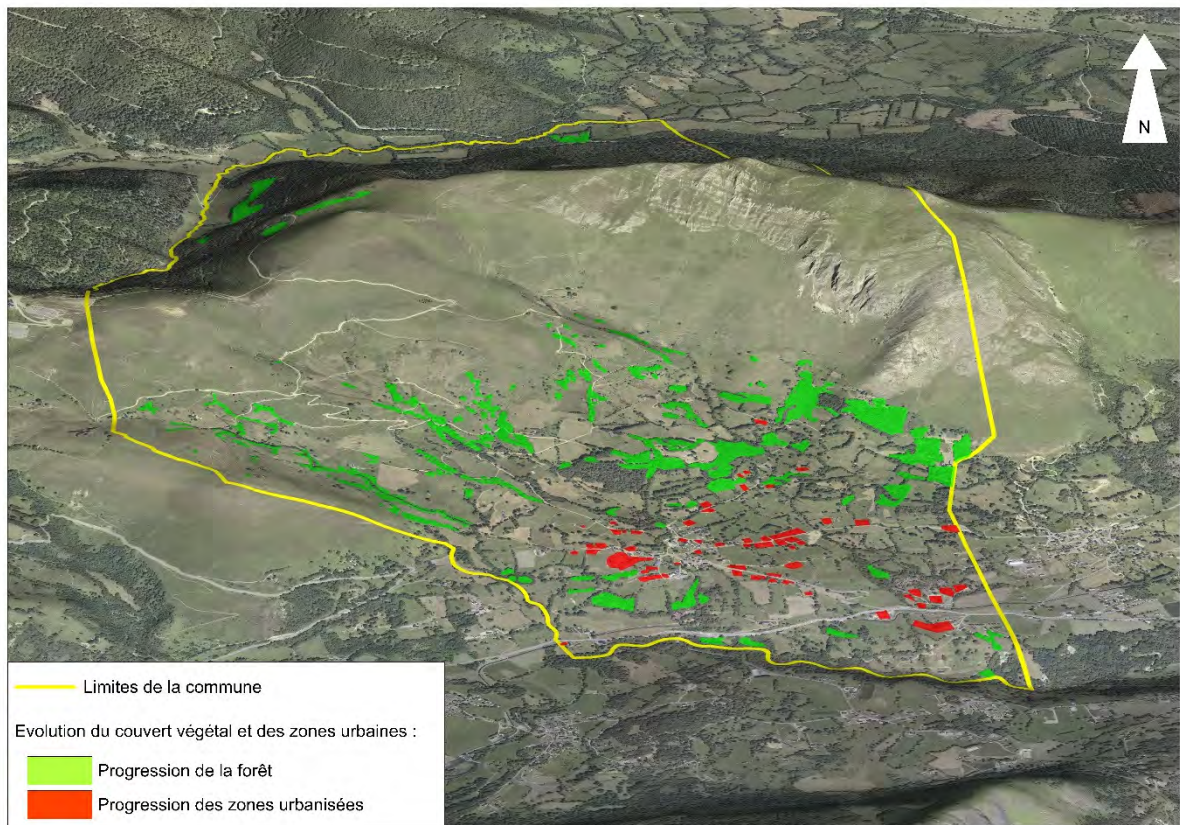 N
Limites de la commune
Evolution du couvert végétal et des zones urbaines :
Progression de la forêt
Progression des zones urbanisées